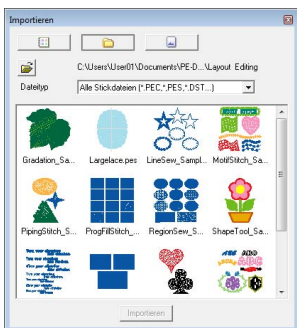 Importieren
C:\Users\User01\Documents\PE-D...\Layout Editing
Dateityp
Alle Stickdateien (*.PEC,*.PES,*.DST...)
Gradation_Sa...
Largelace.pes
LineSew_Sampl...
MotifStitch_Sa...
PipingStitch_S...
ProgFillStitch_...
RegionSew_S...
ShapeTool_Sa...
Importieren